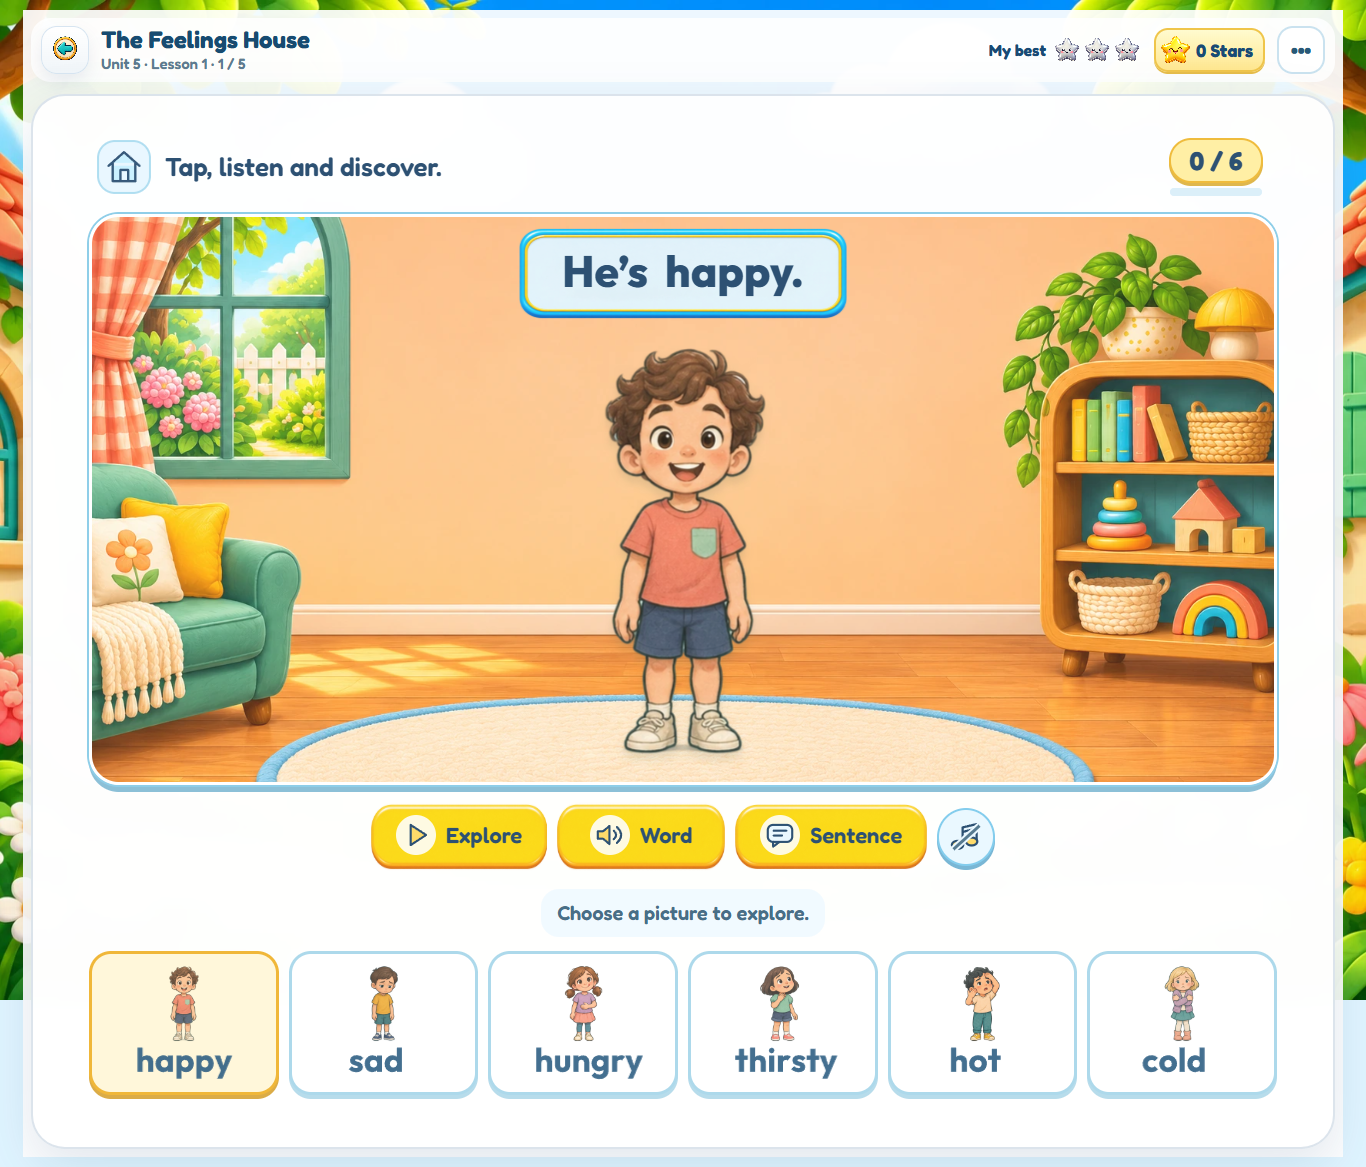 The Feelings House
Unit 5 · Lesson 1 · 1 / 5
My best
0 Stars
Tap, listen and discover.
0 / 6
He’s happy.
Explore
Word
Sentence
Choose a picture to explore.
happy
sad
hungry
thirsty
hot
cold